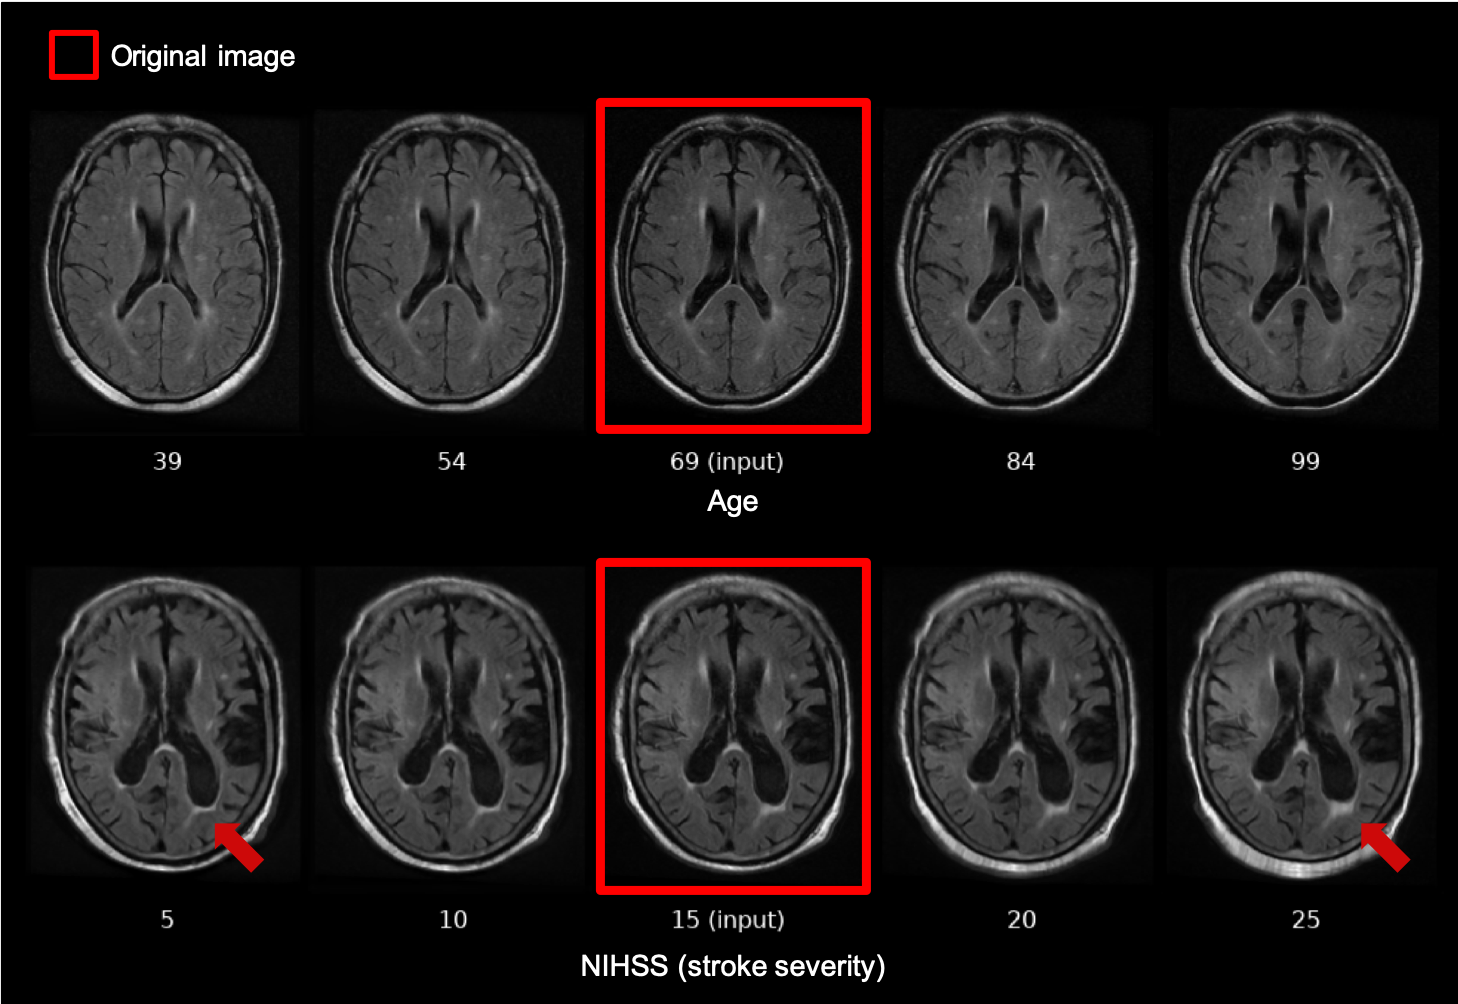 Original image
39 54 69 (input) 84 99
Age
5 10 15 (input) 20 25
NIHSS (stroke severity)